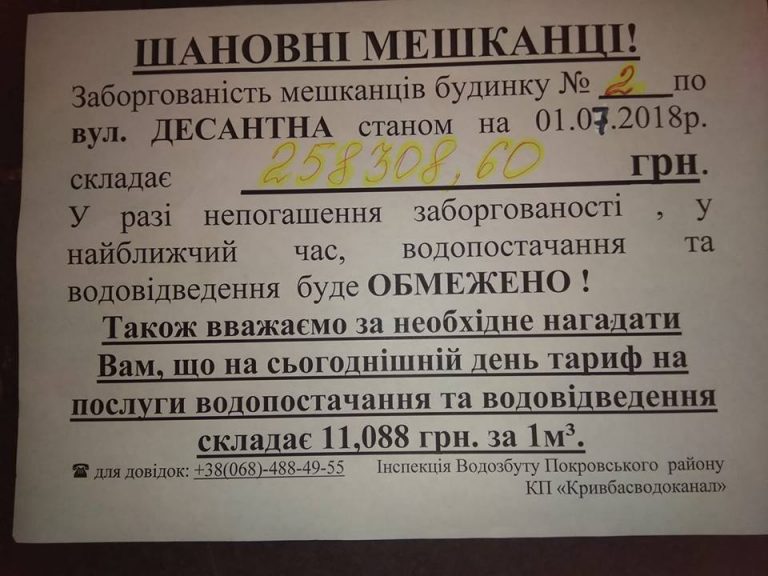 ШАНОВНІ МЕШКАНЦІ!
Заборгованість мешканців будинку № 2 по
вул. ДЕСАНТНА станом на 01.07.2018р.
складає 258308,60 грн.
У разі непогашення заборгованості , у
найближчий час, водопостачання та
водовідведення буде ОБМЕЖЕНО !
Також вважаємо за необхідне нагадати
Вам, що на сьогоднішній день тариф на
послуги водопостачання та водовідведення
складає 11,088 грн. за 1м³.
☎ для довідок: +38(068)-488-49-55 Інспекція Водозбуту Покровського району
КП «Кривбасводоканал»